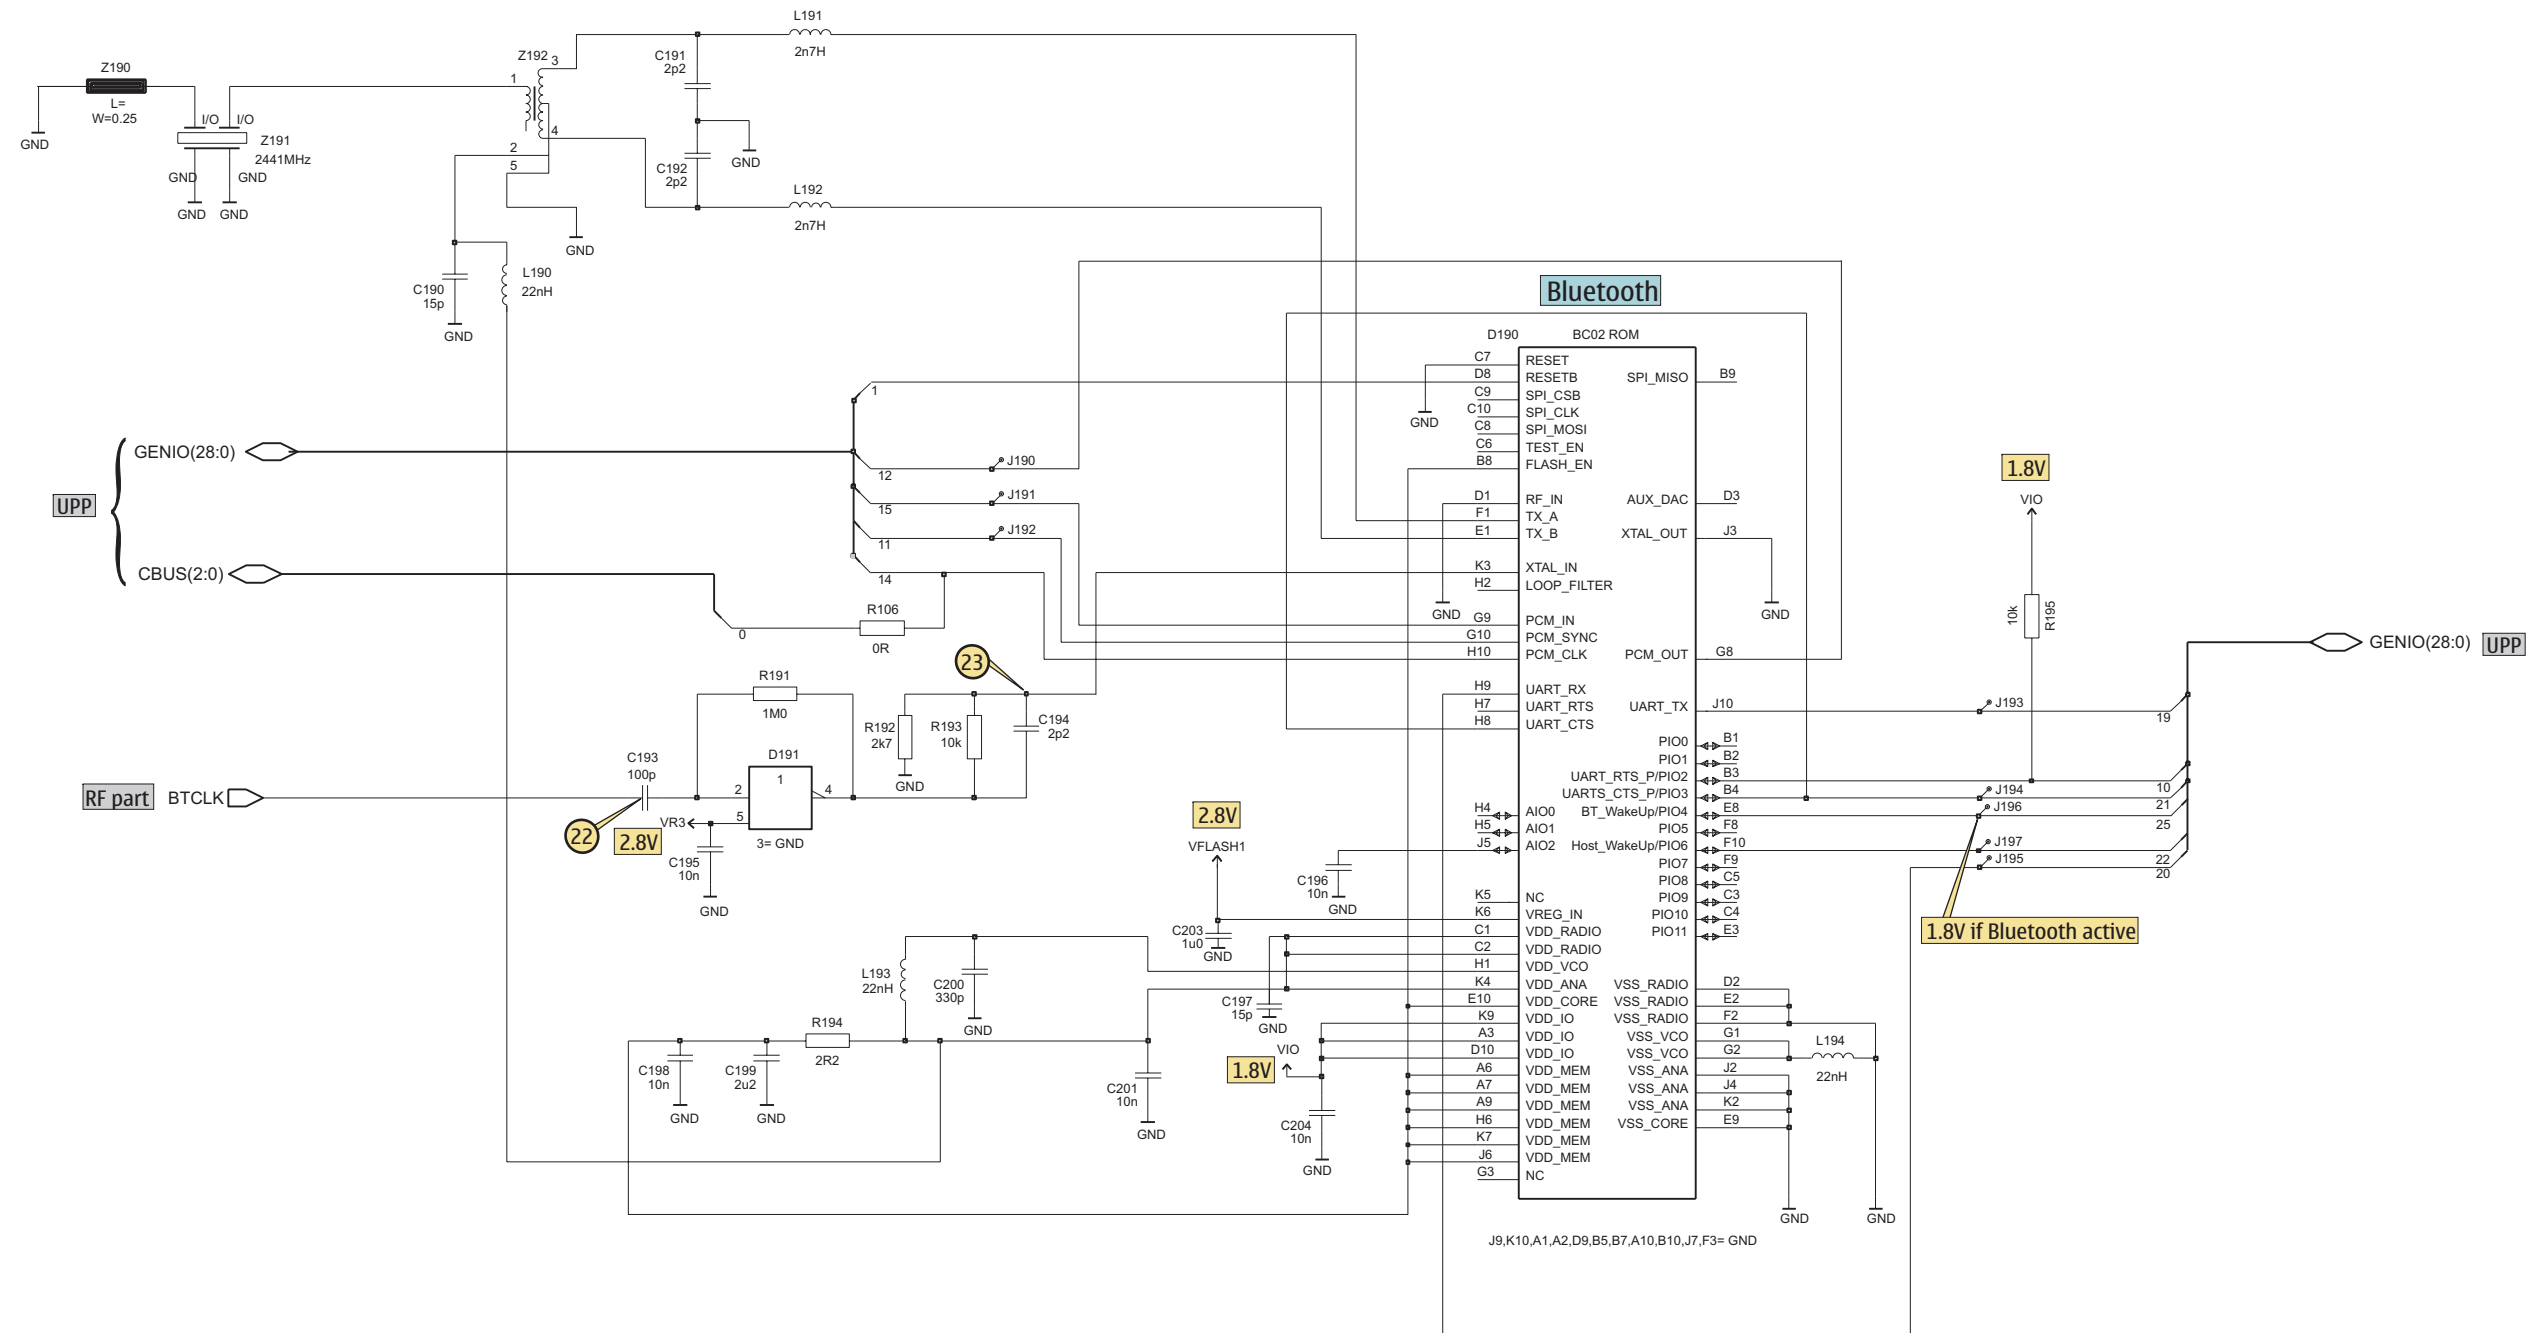 L191
2n7H
Z190
L=
W=0.25
I/O
I/O
Z191
2441MHz
GND
GND
GND
GND
GND
Z192
3
1
4
2
5
C191
2p2
C192
2p2
GND
L192
2n7H
GND
C190
15p
GND
L190
22nH
Bluetooth
D190
BC02 ROM
C7
RESET
D8
RESETB
SPI_MISO
B9
C9
SPI_CSB
C10
SPI_CLK
C8
SPI_MOSI
C6
TEST_EN
B8
FLASH_EN
GND
D1
RF_IN
AUX_DAC
D3
F1
TX_A
E1
TX_B
XTAL_OUT
J3
K3
XTAL_IN
H2
LOOP_FILTER
GND
GND
G9
PCM_IN
G10
PCM_SYNC
H10
PCM_CLK
PCM_OUT
G8
H9
UART_RX
H7
UART_RTS
UART_TX
J10
H8
UART_CTS
PIO0
B1
PIO1
B2
UART_RTS_P/PIO2
B3
UARTS_CTS_P/PIO3
B4
H4
AIO0
BT_WakeUp/PIO4
E8
H5
AIO1
PIO5
F8
J5
AIO2
Host_WakeUp/PIO6
F10
PIO7
F9
PIO8
C5
K5
NC
PIO9
C3
K6
VREG_IN
PIO10
C4
C1
VDD_RADIO
PIO11
E3
C2
VDD_RADIO
H1
VDD_VCO
K4
VDD_ANA
VSS_RADIO
D2
E10
VDD_CORE
VSS_RADIO
E2
K9
VDD_IO
VSS_RADIO
F2
A3
VDD_IO
VSS_VCO
G1
D10
VDD_IO
VSS_VCO
G2
A6
VDD_MEM
VSS_ANA
J2
A7
VDD_MEM
VSS_ANA
J4
A9
VDD_MEM
VSS_ANA
K2
H6
VDD_MEM
VSS_CORE
E9
K7
VDD_MEM
J6
VDD_MEM
G3
NC
J9,K10,A1,A2,D9,B5,B7,A10,B10,J7,F3= GND
L194
22nH
GND
GND
UPP
GENIO(28:0)
CBUS(2:0)
1
12
J190
15
J191
11
J192
14
0
R106
0R
23
R191
1M0
R192
2k7
GND
R193
10k
C194
2p2
RF part
BTCLK
C193
100p
22
2.8V
D191
1
2
4
5
3= GND
VR3
C195
10n
GND
2.8V
VFLASH1
C203
1u0
GND
C196
10n
GND
C197
15p
GND
L193
22nH
C200
330p
GND
R194
2R2
C198
10n
GND
C199
2u2
GND
C201
10n
GND
1.8V
VIO
C204
10n
GND
1.8V
VIO
10k
R195
GENIO(28:0)
UPP
J193
19
J194
10
J196
21
25
J197
22
J195
20
1.8V if Bluetooth active